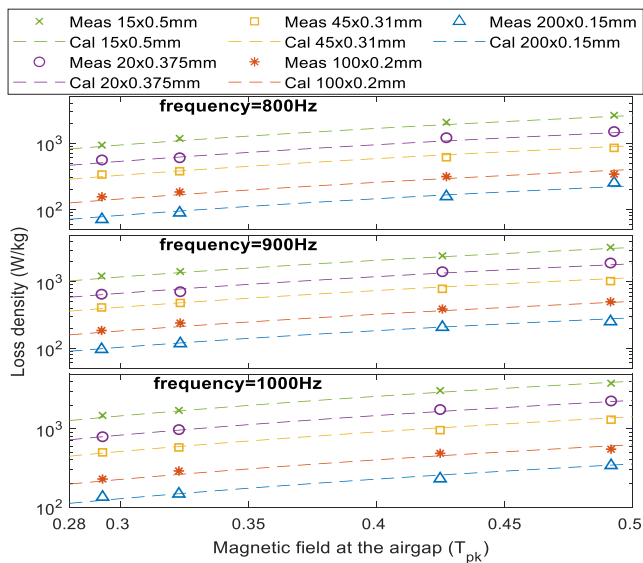 Meas 15x0.5mm Meas 45x0.31mm Meas 200x0.15mm
Cal 15x0.5mm Cal 45x0.31mm Cal 200x0.15mm
Meas 20x0.375mm Meas 100x0.2mm
Cal 20x0.375mm Cal 100x0.2mm
frequency=800Hz
10³
10²
frequency=900Hz
10³
10²
Loss density (W/kg)
frequency=1000Hz
10³
10²
0.28 0.3 0.35 0.4 0.45 0.5
Magnetic field at the airgap (Tpk)